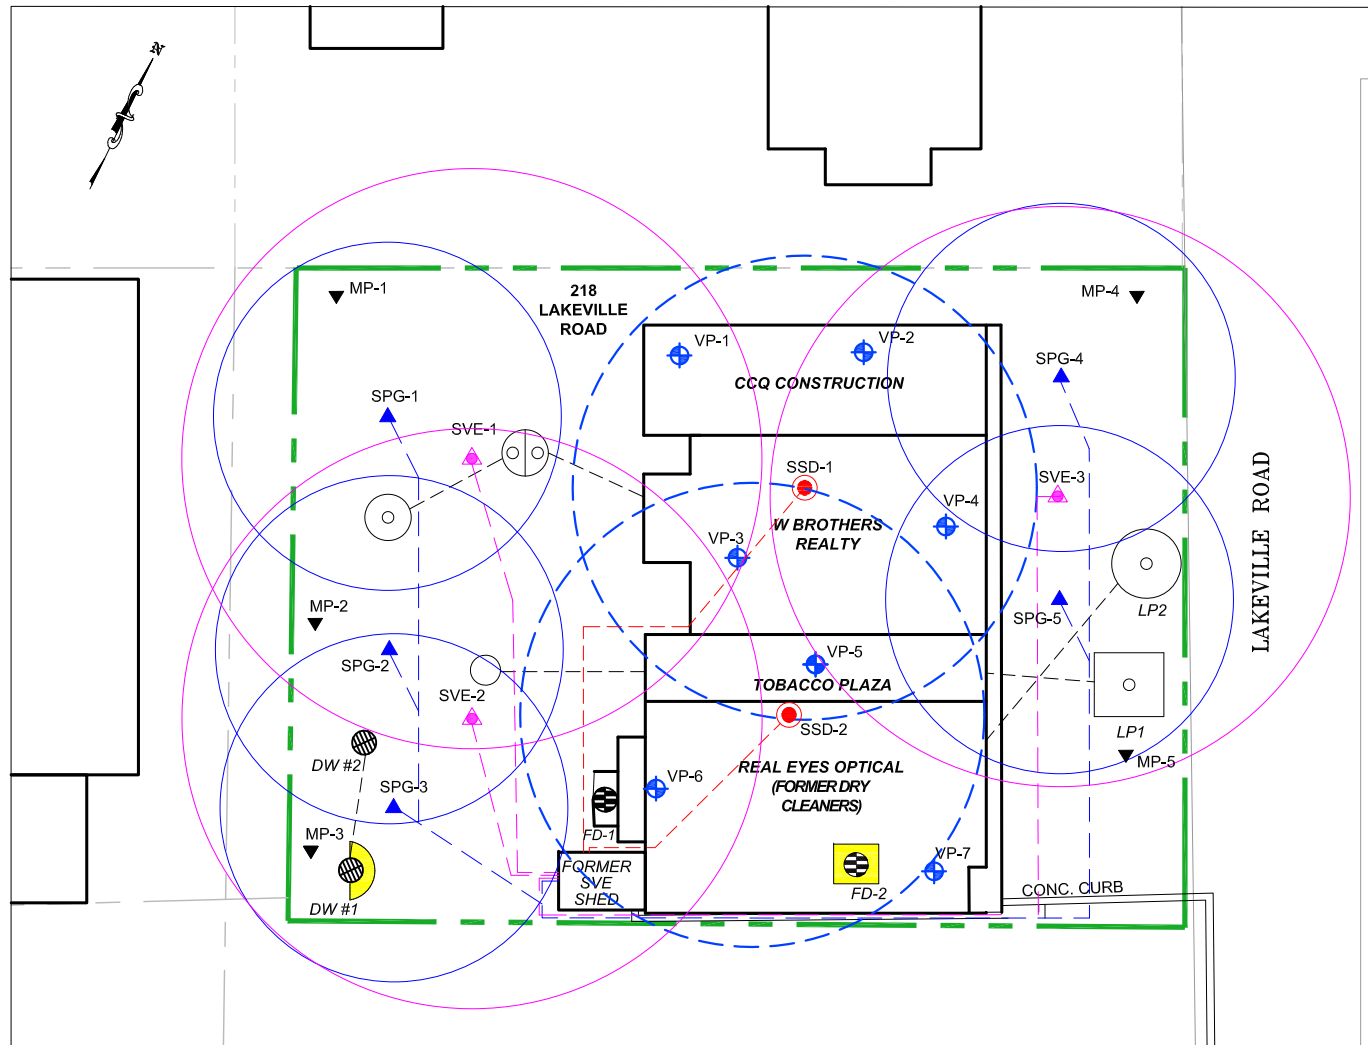 N
MP-1
218
LAKEVILLE
ROAD
MP-4
VP-1
VP-2
SPG-4
CCQ CONSTRUCTION
SPG-1
SVE-1
SSD-1
SVE-3
VP-4
W BROTHERS
REALTY
VP-3
LAKEVILLE ROAD
MP-2
SPG-5
LP2
SPG-2
VP-5
TOBACCO PLAZA
SVE-2
SSD-2
LP1
MP-5
DW #2
REAL EYES OPTICAL
(FORMER DRY
CLEANERS)
VP-6
SPG-3
FD-1
MP-3
VP-7
FORMER
SVE
SHED
FD-2
CONC. CURB
DW #1